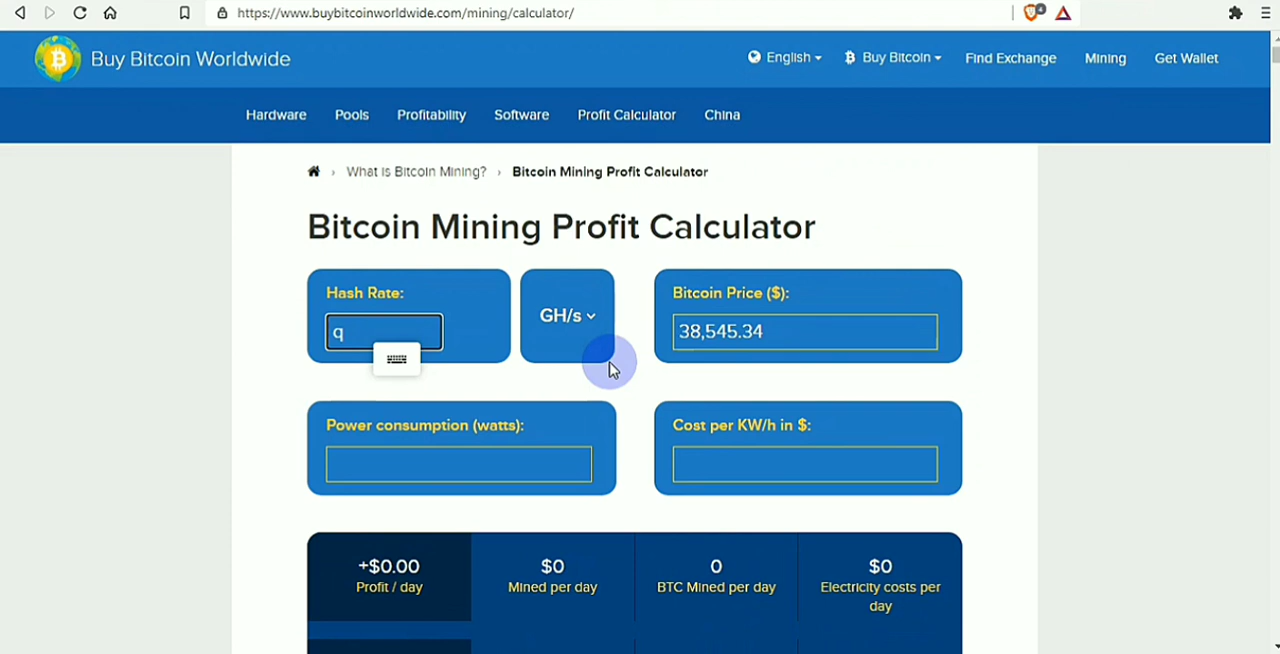 https://www.buybitcoinworldwide.com/mining/calculator/
4
Buy Bitcoin Worldwide
English
Buy Bitcoin
Find Exchange
Mining
Get Wallet
Hardware
Pools
Profitability
Software
Profit Calculator
China
What is Bitcoin Mining? › Bitcoin Mining Profit Calculator
Bitcoin Mining Profit Calculator
Hash Rate:
q
GH/s
Bitcoin Price ($):
38,545.34
Power consumption (watts):
Cost per KW/h in $:
+$0.00
Profit / day
$0
Mined per day
0
BTC Mined per day
$0
Electricity costs per
day